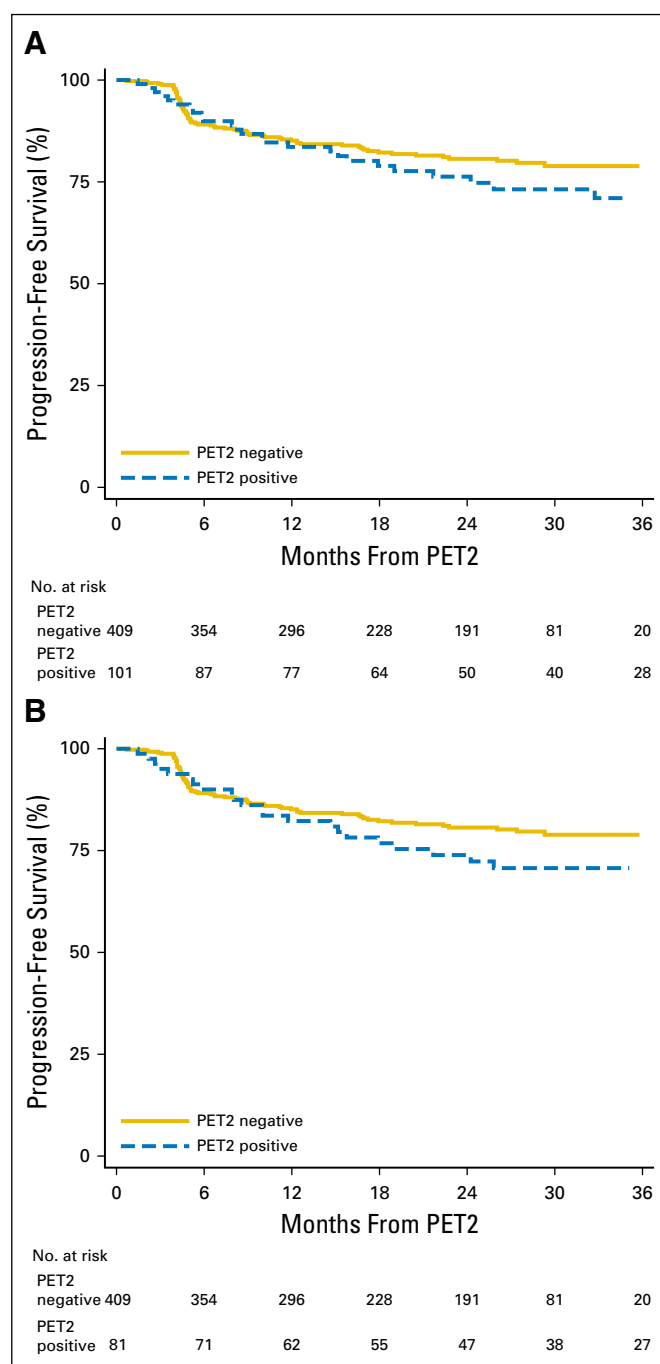 A
100
75
50
25
0
Progression-Free Survival (%)
PET2 negative
PET2 positive
0 6 12 18 24 30 36
Months From PET2
No. at risk
PET2
negative 409 354 296 228 191 81 20
PET2
positive 101 87 77 64 50 40 28
B
100
75
50
25
0
Progression-Free Survival (%)
PET2 negative
PET2 positive
0 6 12 18 24 30 36
Months From PET2
No. at risk
PET2
negative 409 354 296 228 191 81 20
PET2
positive 81 71 62 55 47 38 27